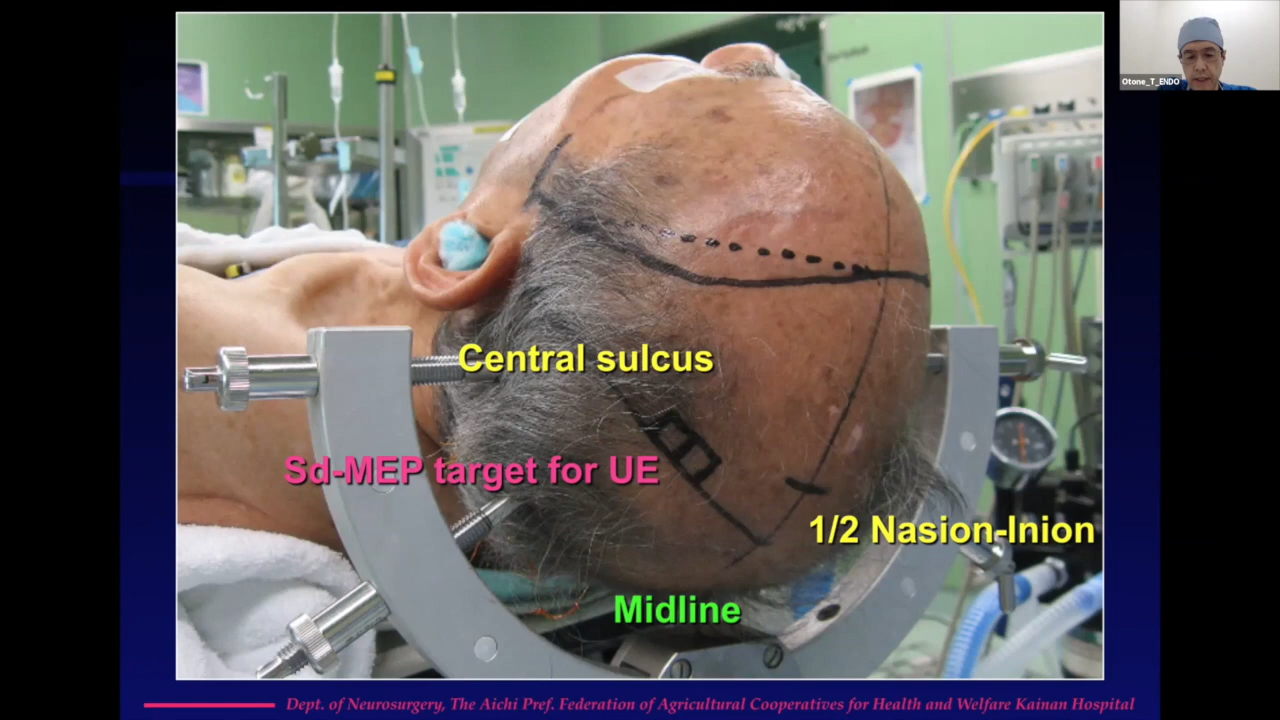 Otone_T_ENDO
Central sulcus
Sd-MEP target for UE
1/2 Nasion-Inion
Midline
Dept. of Neurosurgery, The Aichi Pref. Federation of Agricultural Cooperatives for Health and Welfare Kainan Hospital